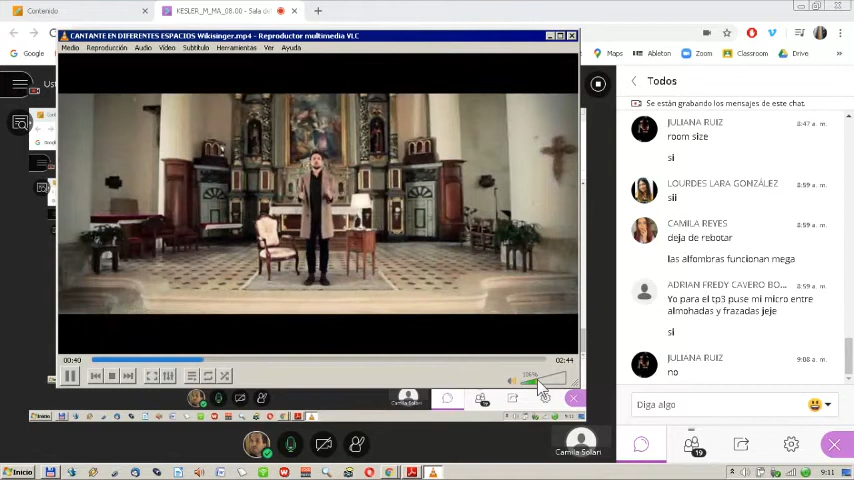 Contenido
KESLER_M_MA_08.00 - Sala de
CANTANTE EN DIFERENTES ESPACIOS Wikisinger.mp4 - Reproductor multimedia VLC
Medio Reproducción Audio Vídeo Subtítulo Herramientas Ver Ayuda
Google
Maps
Ableton
Zoom
Classroom
Drive
Todos
Se están grabando los mensajes de este chat.
JULIANA RUIZ 8:47 a. m.
room size
si
LOURDES LARA GONZÁLEZ 8:59 a. m.
sii
CAMILA REYES 8:59 a. m.
deja de rebotar
las alfombras funcionan mega
ADRIAN FREDY CAVERO BO... 8:59 a. m.
Yo para el tp3 puse mi micro entre
almohadas y frazadas jeje
si
JULIANA RUIZ 9:08 a. m.
no
00:40
02:44
106%
Camila Solari
Inicio
9:11
Diga algo
19
Camila Solari
Inicio
9:11